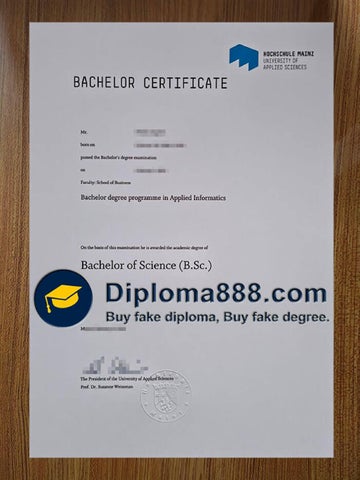 HOCHSCHULE MAINZ
UNIVERSITY OF
APPLIED SCIENCES
BACHELOR CERTIFICATE
Mr.
born on
passed the Bachelor's degree examination
on
Faculty: School of Business
Bachelor degree programme in Applied Informatics
On the basis of this examination he is awarded the academic degree of
Bachelor of Science (B.Sc.)
Diploma888.com
Buy fake diploma, Buy fake degree.
The President of the University of Applied Sciences
Prof. Dr. Susanne Weissman